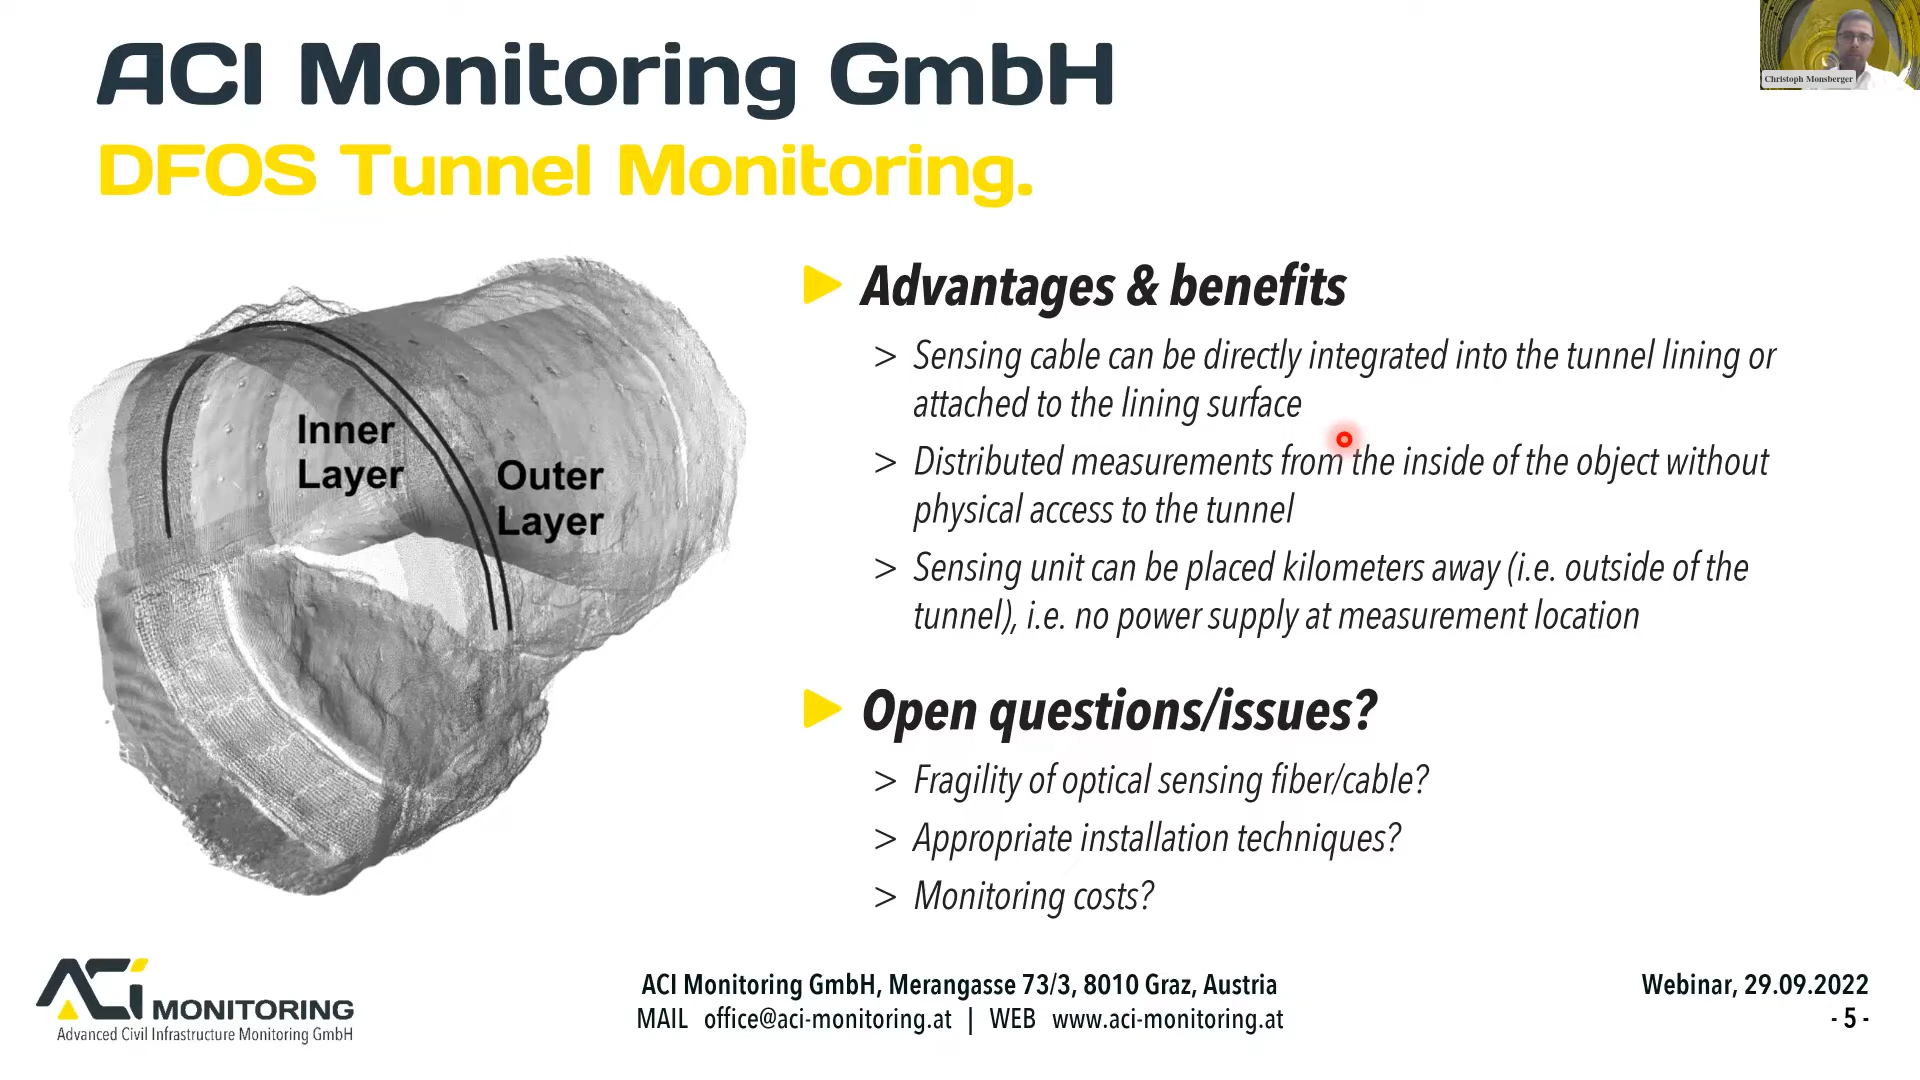 ACI Monitoring GmbH
Christoph Monsberger
DFOS Tunnel Monitoring.
Inner
Layer
Outer
Layer
Advantages & benefits
> Sensing cable can be directly integrated into the tunnel lining or
attached to the lining surface
> Distributed measurements from the inside of the object without
physical access to the tunnel
> Sensing unit can be placed kilometers away (i.e. outside of the
tunnel), i.e. no power supply at measurement location
Open questions/issues?
> Fragility of optical sensing fiber/cable?
> Appropriate installation techniques?
> Monitoring costs?
ACI MONITORING
Advanced Civil Infrastructure Monitoring GmbH
ACI Monitoring GmbH, Merangasse 73/3, 8010 Graz, Austria
MAIL office@aci-monitoring.at | WEB www.aci-monitoring.at
Webinar, 29.09.2022
- 5 -